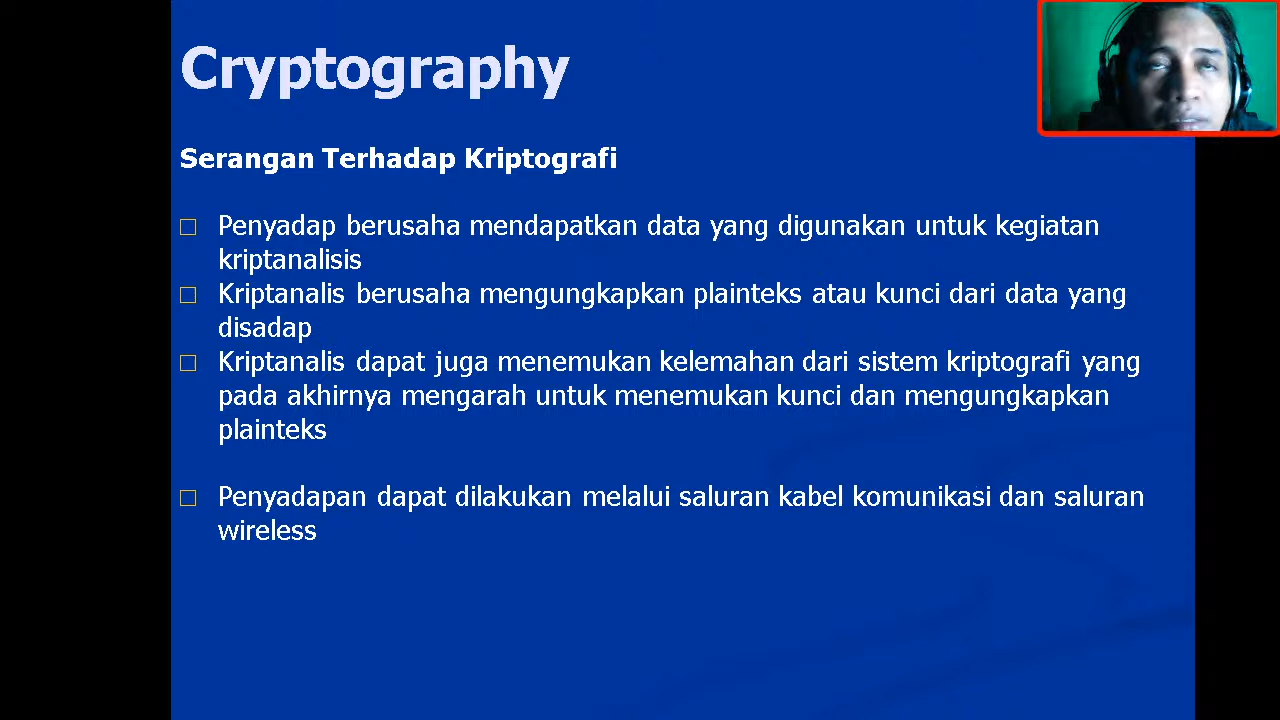 Cryptography
Serangan Terhadap Kriptografi
Penyadap berusaha mendapatkan data yang digunakan untuk kegiatan
kriptanalisis
Kriptanalis berusaha mengungkapkan plainteks atau kunci dari data yang
disadap
Kriptanalis dapat juga menemukan kelemahan dari sistem kriptografi yang
pada akhirnya mengarah untuk menemukan kunci dan mengungkapkan
plainteks
Penyadapan dapat dilakukan melalui saluran kabel komunikasi dan saluran
wireless